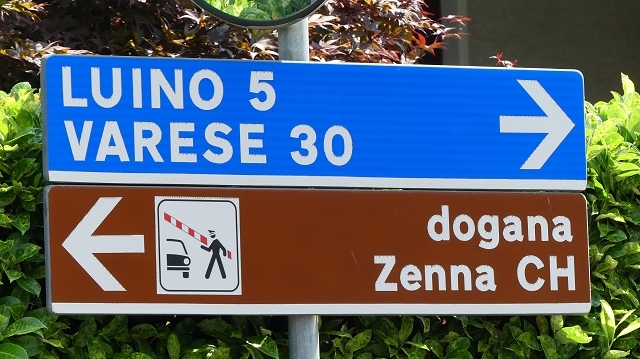 LUINO 5
VARESE 30
dogana
Zenna CH